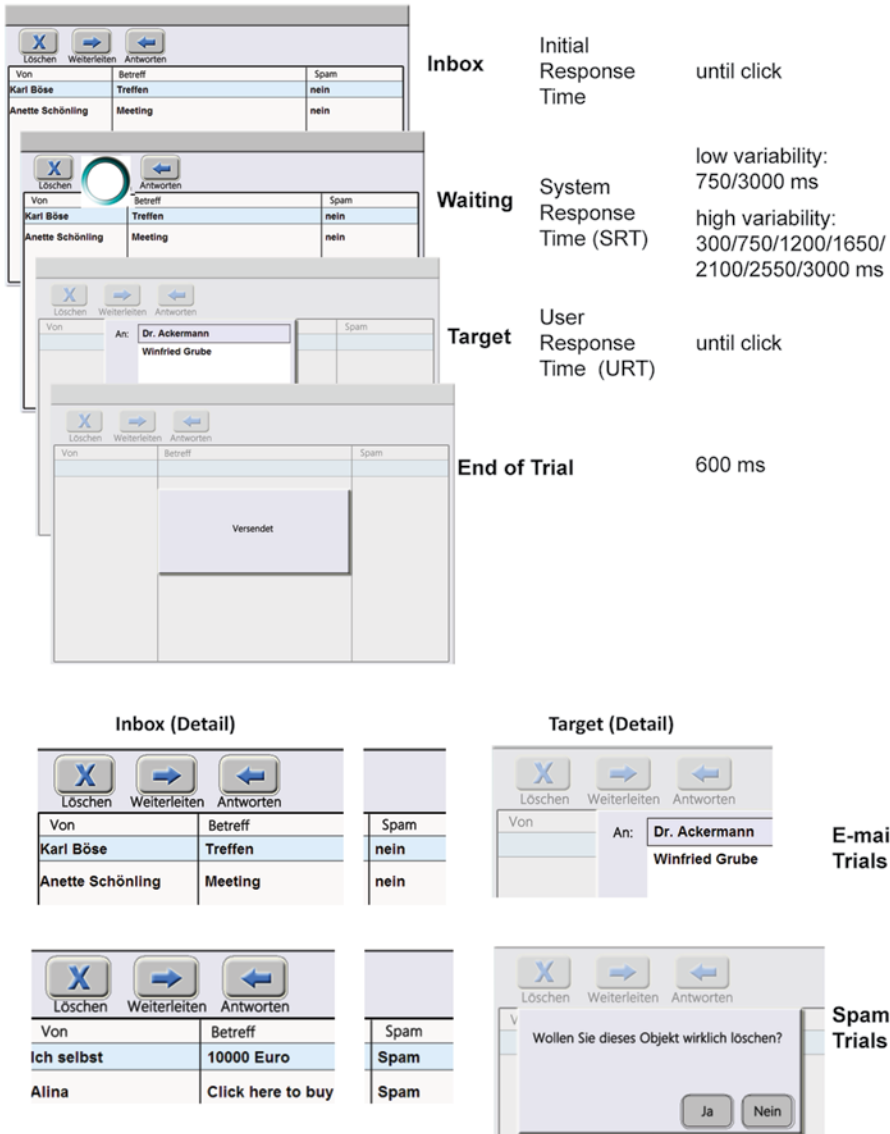 Löschen Weiterleiten Antworten
Von Betreff Spam
Karl Böse Treffen nein
Anette Schönling Meeting nein
Inbox
Initial
Response
Time
until click
Löschen Antworten
Von Betreff Spam
Karl Böse Treffen nein
Anette Schönling Meeting nein
Waiting
System
Response
Time (SRT)
low variability:
750/3000 ms
high variability:
300/750/1200/1650/
2100/2550/3000 ms
Löschen Weiterleiten Antworten
Von An: Dr. Ackermann Spam
Winfried Grube
Target
User
Response
Time (URT)
until click
Löschen Weiterleiten Antworten
Von Betreff Spam
Versendet
End of Trial
600 ms
Inbox (Detail)
Target (Detail)
Löschen Weiterleiten Antworten
Von Betreff Spam
Karl Böse Treffen nein
Anette Schönling Meeting nein
Löschen Weiterleiten Antworten
Von An: Dr. Ackermann
Winfried Grube
E-mai
Trials
Löschen Weiterleiten Antworten
Von Betreff Spam
Ich selbst 10000 Euro Spam
Alina Click here to buy Spam
Löschen Weiterleiten Antworten
V
Wollen Sie dieses Objekt wirklich löschen?
Ja Nein
Spam
Trials